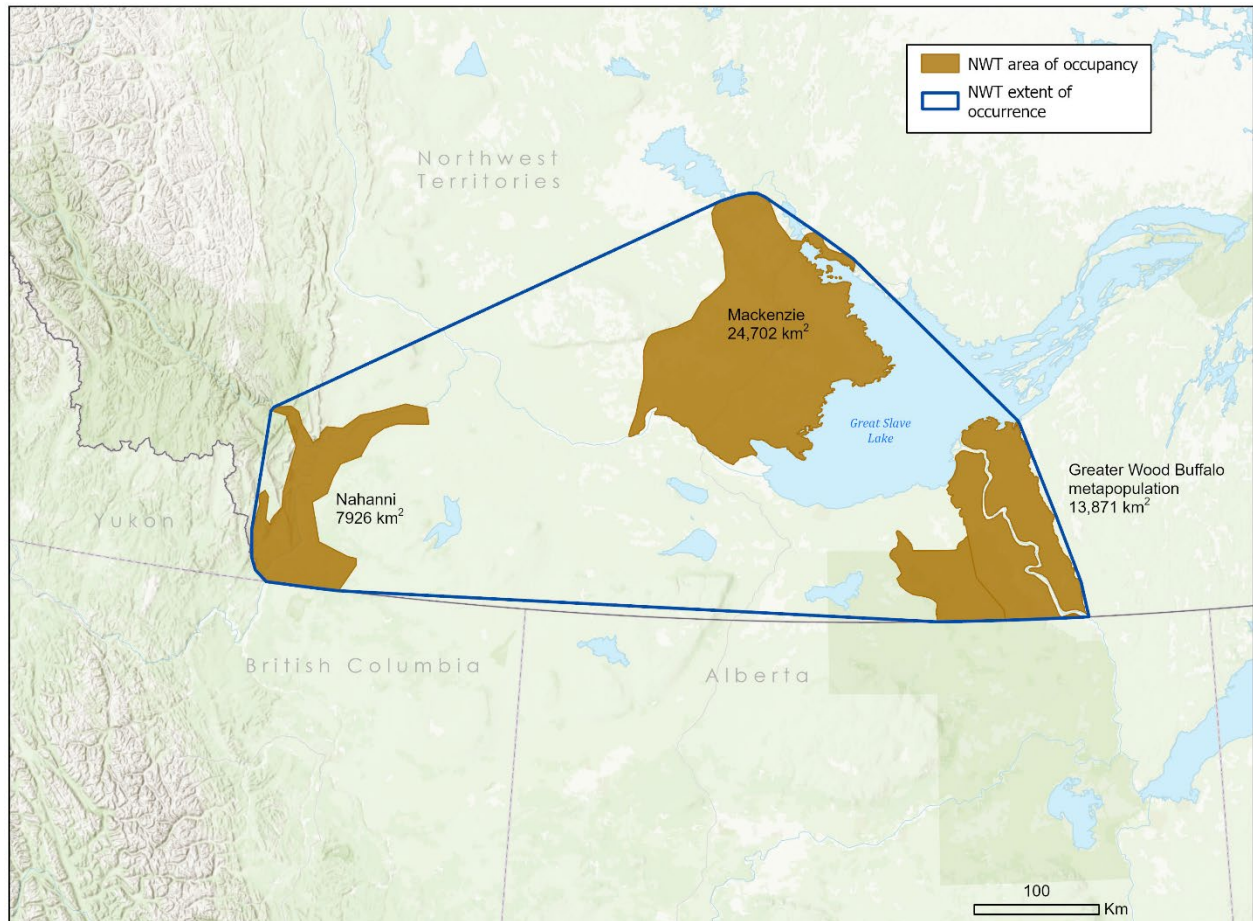 NWT area of occupancy
NWT extent of
occurrence
Northwest
Territories
Mackenzie
24,702 km²
Great Slave
Lake
Greater Wood Buffalo
metapopulation
13,871 km²
Nahanni
7926 km²
Yukon
British Columbia
Alberta
100
Km